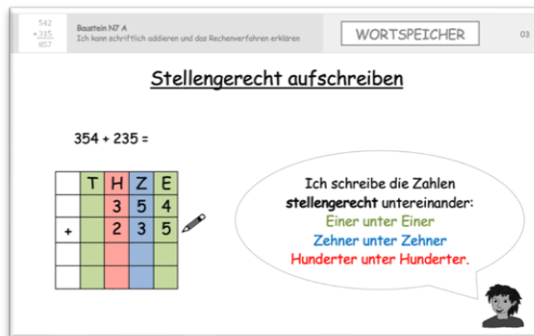 542
+315
857
Baustein N7 A
Ich kann schriftlich addieren und das Rechenverfahren erklären
WORTSPEICHER
03
Stellengerecht aufschreiben
354 + 235 =
T H Z E
3 5 4
+ 2 3 5
Ich schreibe die Zahlen
stellengerecht untereinander:
Einer unter Einer
Zehner unter Zehner
Hunderter unter Hunderter.